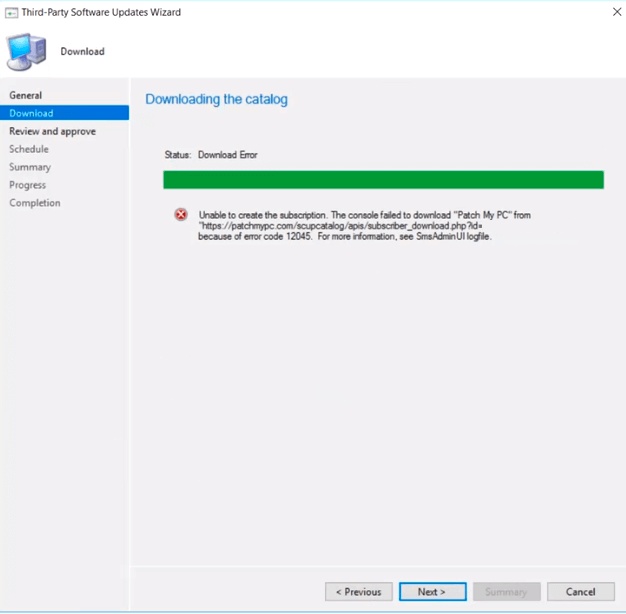 Third-Party Software Updates Wizard
Download
General
Download
Review and approve
Schedule
Summary
Progress
Completion
Downloading the catalog
Status: Download Error
Unable to create the subscription. The console failed to download "Patch My PC" from
"https://patchmypc.com/scupcatalog/apis/subscriber_download.php?id=
because of error code 12045. For more information, see SmsAdminUI logfile.
< Previous
Next >
Summary
Cancel